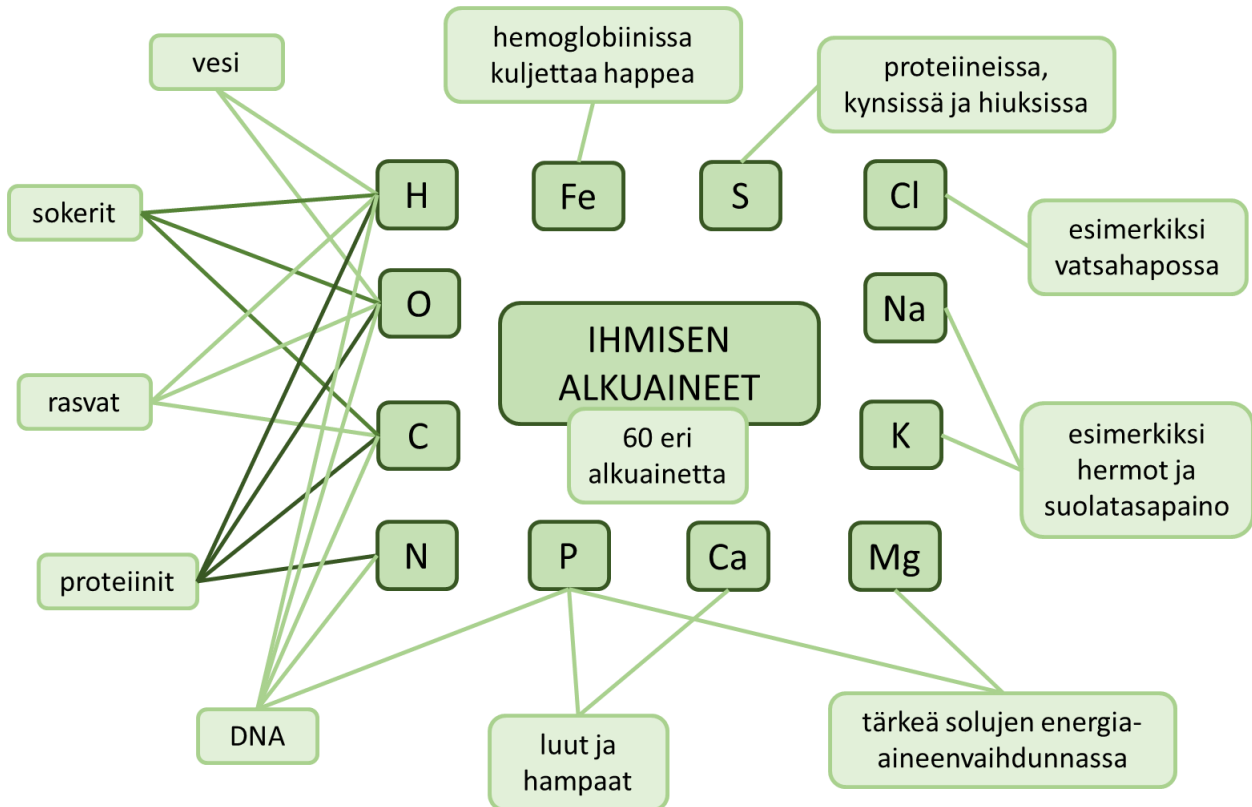 hemoglobiinissa
kuljettaa happea
vesi
proteiineissa,
kynsissä ja hiuksissa
H
Fe
S
Cl
sokerit
esimerkiksi
vatsahapossa
O
Na
IHMISEN
ALKUAINEET
rasvat
C
60 eri
alkuainetta
K
esimerkiksi
hermot ja
suolatasapaino
proteiinit
N
P
Ca
Mg
DNA
luut ja
hampaat
tärkeä solujen energia-
aineenvaihdunnassa